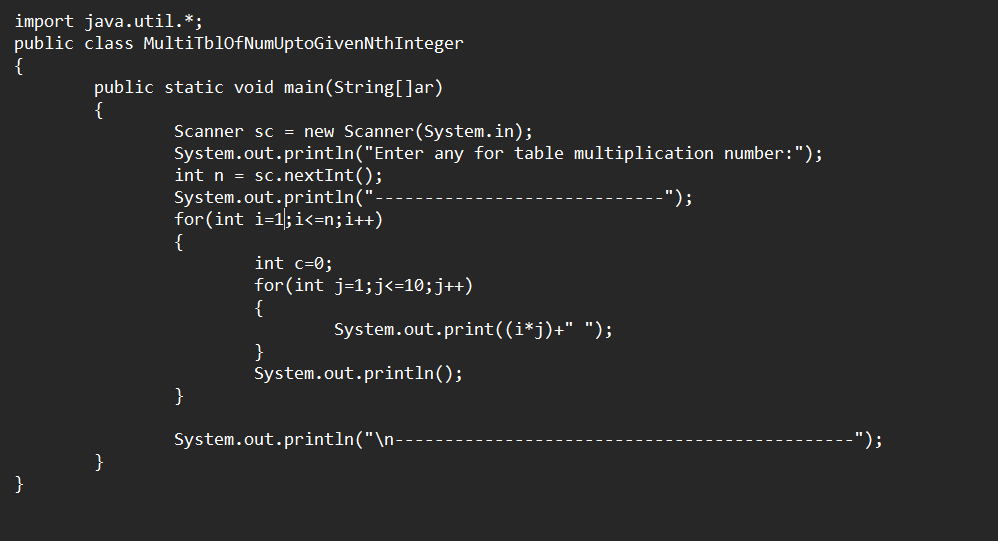 import java.util.*;
public class MultiTblOfNumUptoGivenNthInteger
{
        public static void main(String[]ar)
        {
                Scanner sc = new Scanner(System.in);
                System.out.println("Enter any for table multiplication number:");
                int n = sc.nextInt();
                System.out.println("-----------------------------");
                for(int i=1;i<=n;i++)
                {
                        int c=0;
                        for(int j=1;j<=10;j++)
                        {
                                System.out.print((i*j)+" ");
                        }
                        System.out.println();
                }

                System.out.println("\n----------------------------------------------");
        }
}